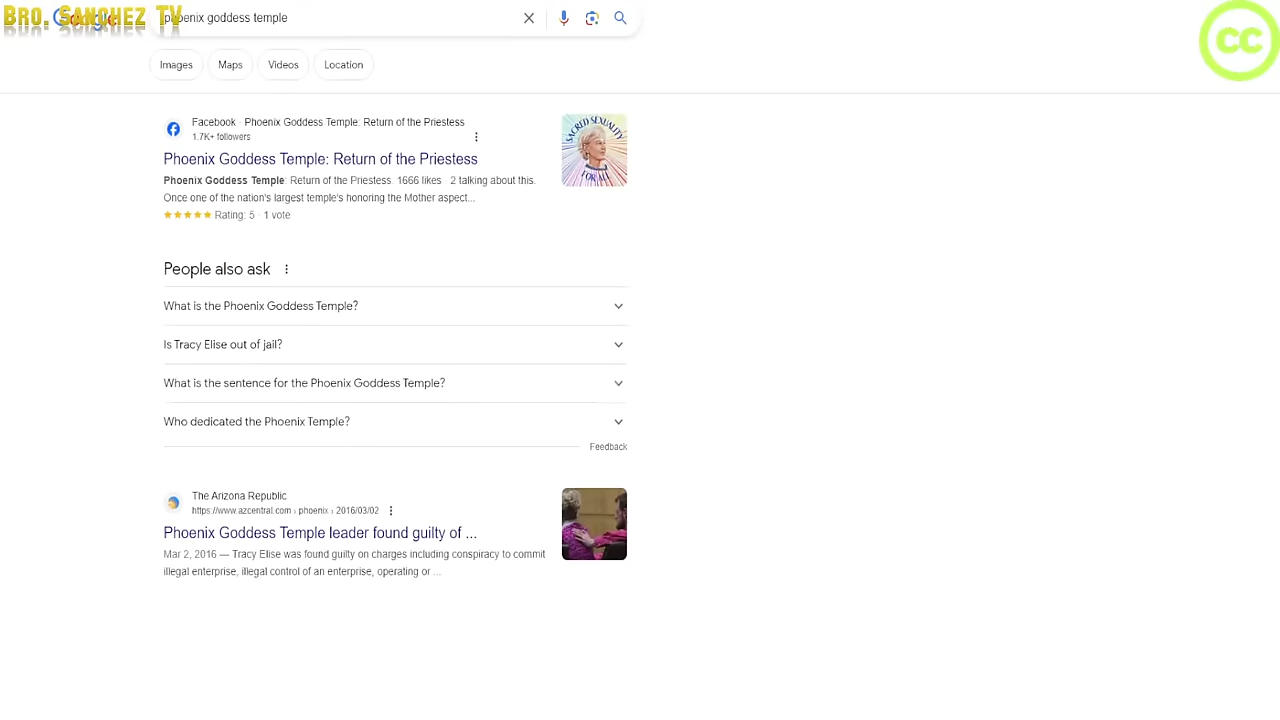 BRO. SANCHEZ TV
phoenix goddess temple
CC
Images
Maps
Videos
Location
Facebook · Phoenix Goddess Temple: Return of the Priestess
1.7K+ followers
Phoenix Goddess Temple: Return of the Priestess
Phoenix Goddess Temple: Return of the Priestess. 1666 likes · 2 talking about this.
Once one of the nation's largest temple's honoring the Mother aspect...
Rating: 5 · 1 vote
SACRED SEXUALITY
FOR ALL
People also ask
What is the Phoenix Goddess Temple?
Is Tracy Elise out of jail?
What is the sentence for the Phoenix Goddess Temple?
Who dedicated the Phoenix Temple?
Feedback
The Arizona Republic
https://www.azcentral.com › phoenix › 2016/03/02
Phoenix Goddess Temple leader found guilty of ...
Mar 2, 2016 — Tracy Elise was found guilty on charges including conspiracy to commit
illegal enterprise, illegal control of an enterprise, operating or ...